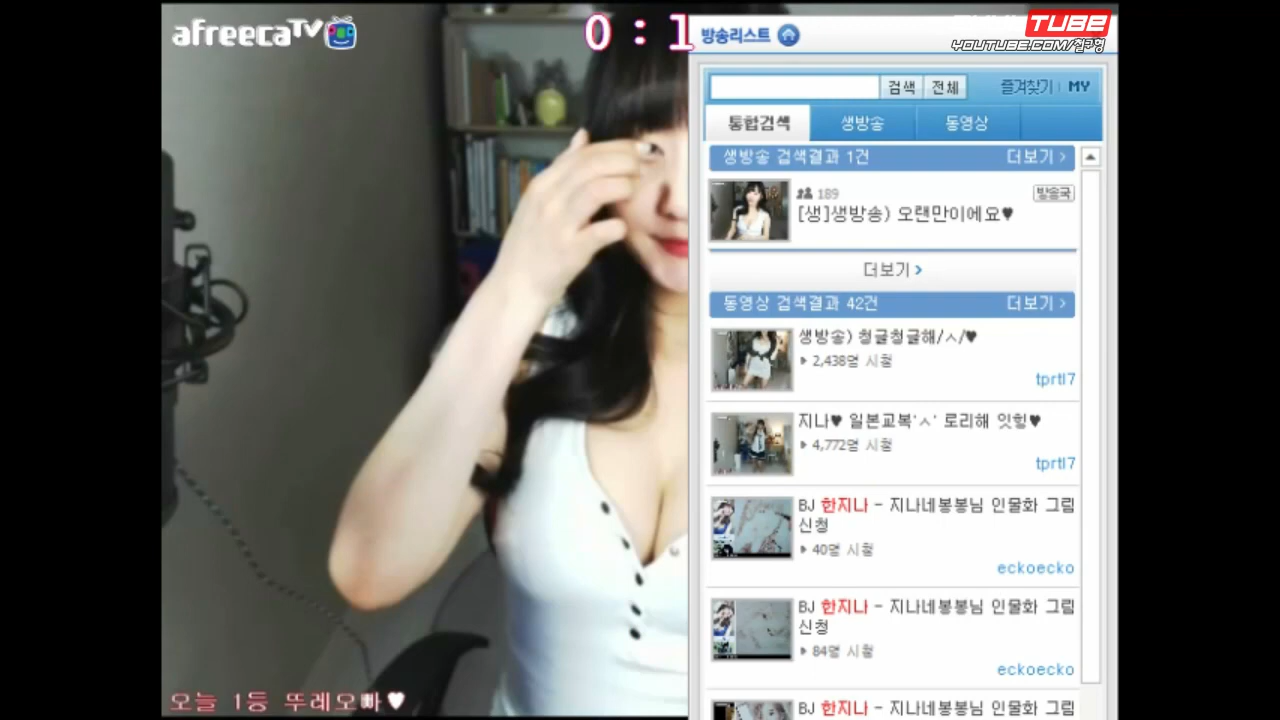 afreecaTV
0 : 1
방송리스트
TUBE
YOUTUBE.COM/철구형
검색 전체 즐겨찾기 | MY
통합검색 생방송 동영상
생방송 검색결과 1건 더보기 >
189 방송국
[생]생방송) 오랜만이에요♥
더보기 >
동영상 검색결과 42건 더보기 >
생방송) 청글청글해/ㅅ/♥
2,438명 시청
tprtl7
지나♥ 일본교복'ㅅ' 로리해 잇힝♥
4,772명 시청
tprtl7
BJ 한지나 - 지나네봉봉님 인물화 그림
신청
40명 시청
eckoecko
BJ 한지나 - 지나네봉봉님 인물화 그림
신청
84명 시청
eckoecko
BJ 한지나 - 지나네봉봉님 인물화 그림
오늘 1등 뚜레오빠♥